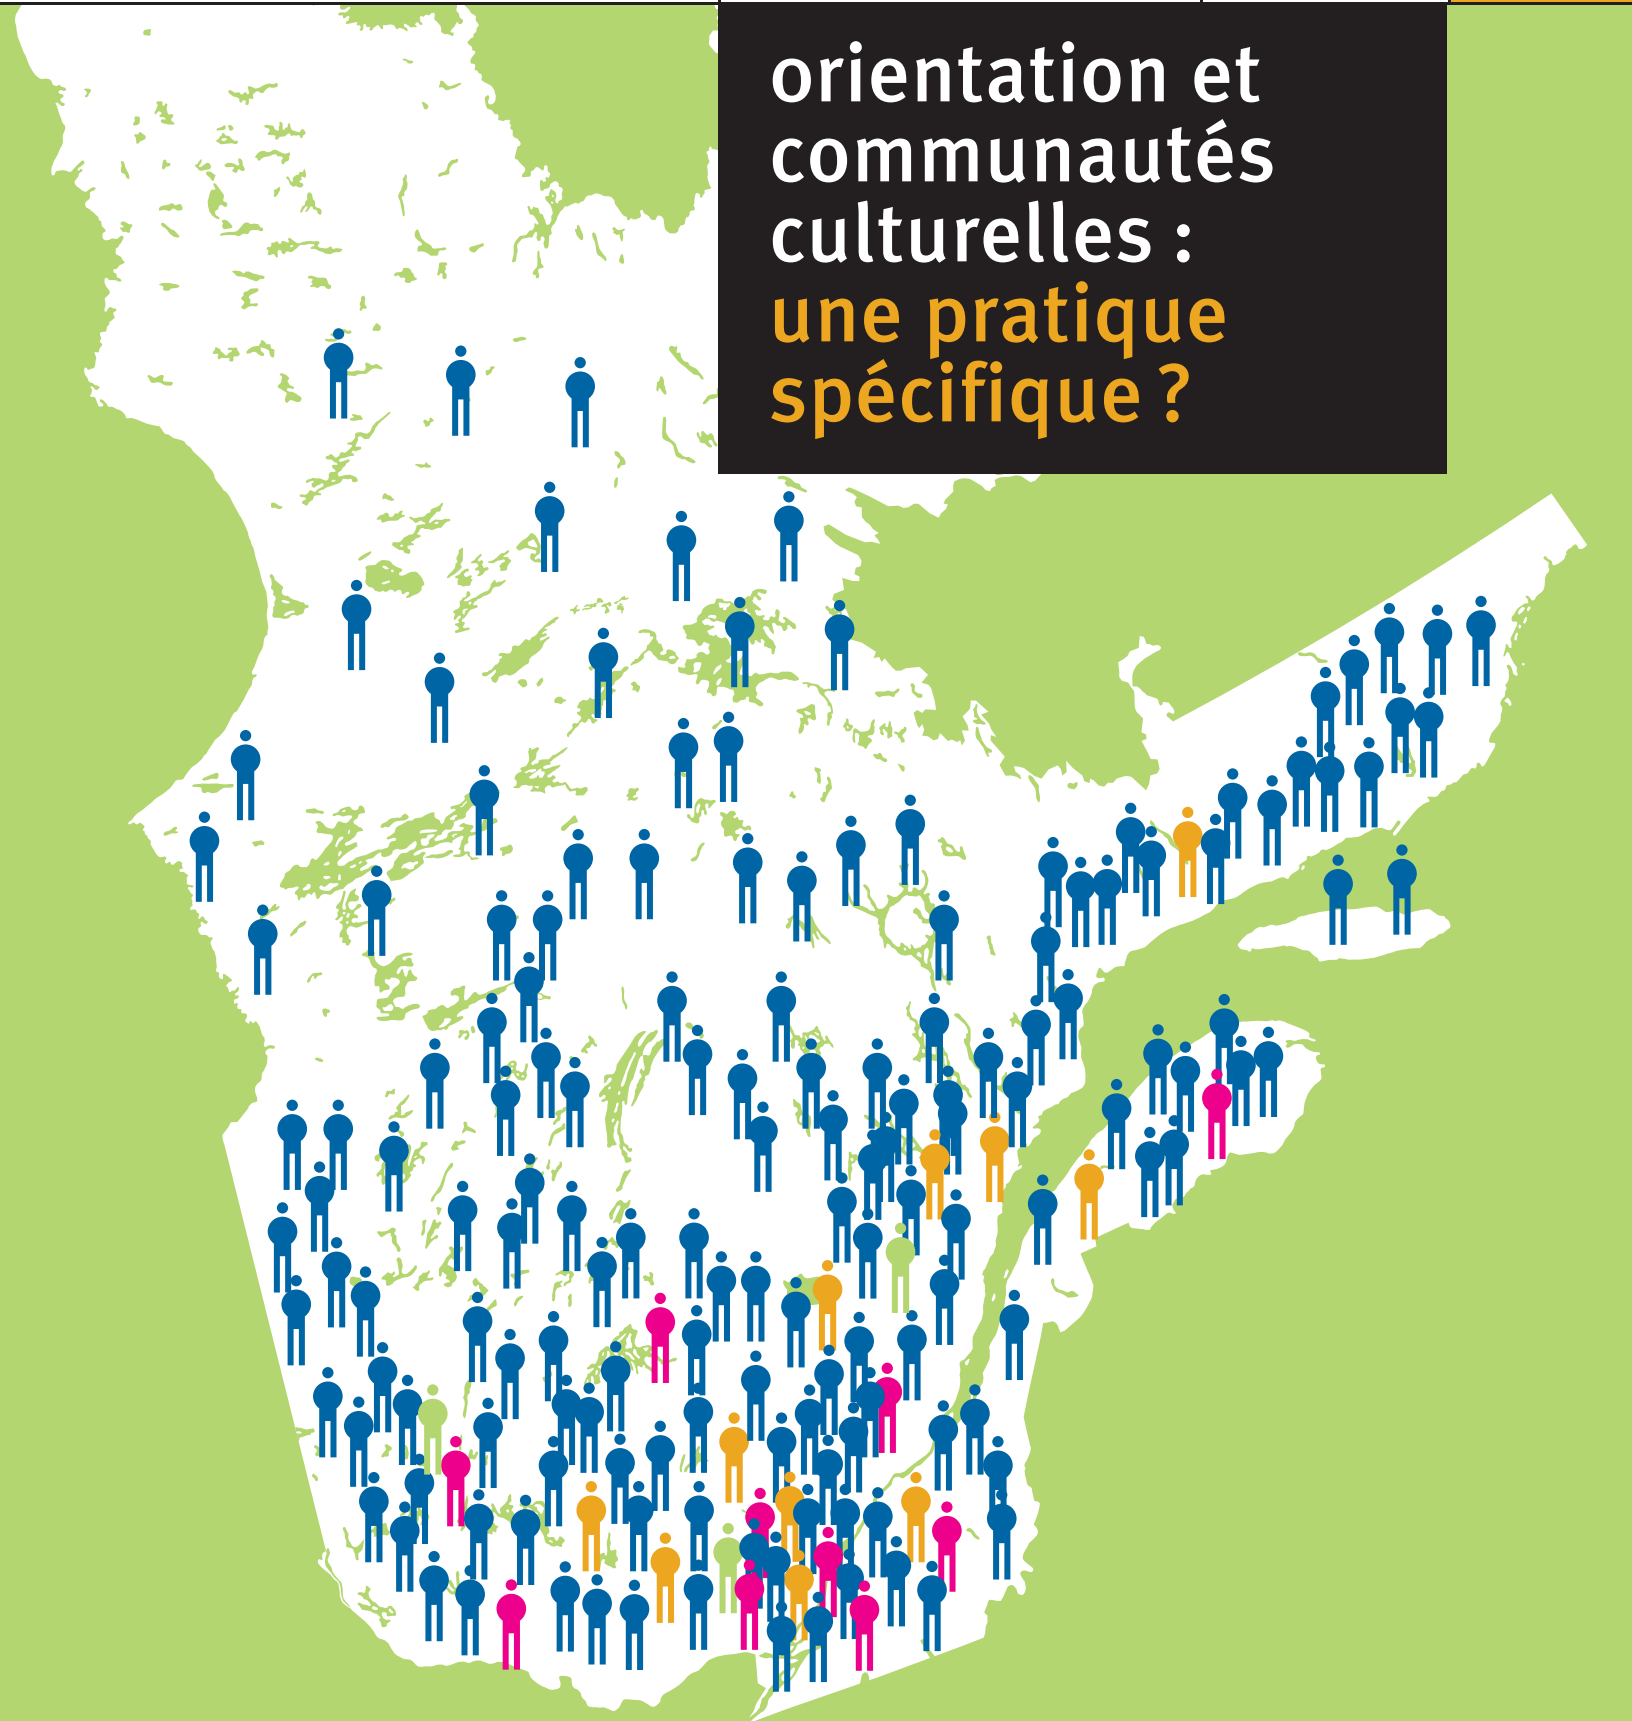 orientation et
communautés
culturelles :
une pratique
spécifique ?